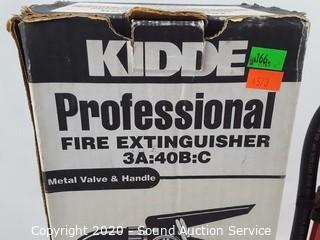 KIDDE
Professional
FIRE EXTINGUISHER
3A:40B:C
Metal Valve & Handle
Copyright 2020 - Sound Auction Service